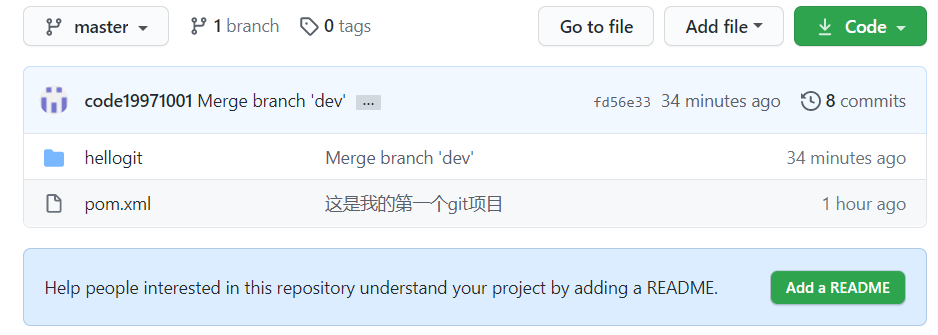 master 1 branch 0 tags Go to file Add file Code
code19971001 Merge branch 'dev' ... fd56e33 34 minutes ago 8 commits
hellogit Merge branch 'dev' 34 minutes ago
pom.xml 这是我的第一个git项目 1 hour ago
Help people interested in this repository understand your project by adding a README. Add a README